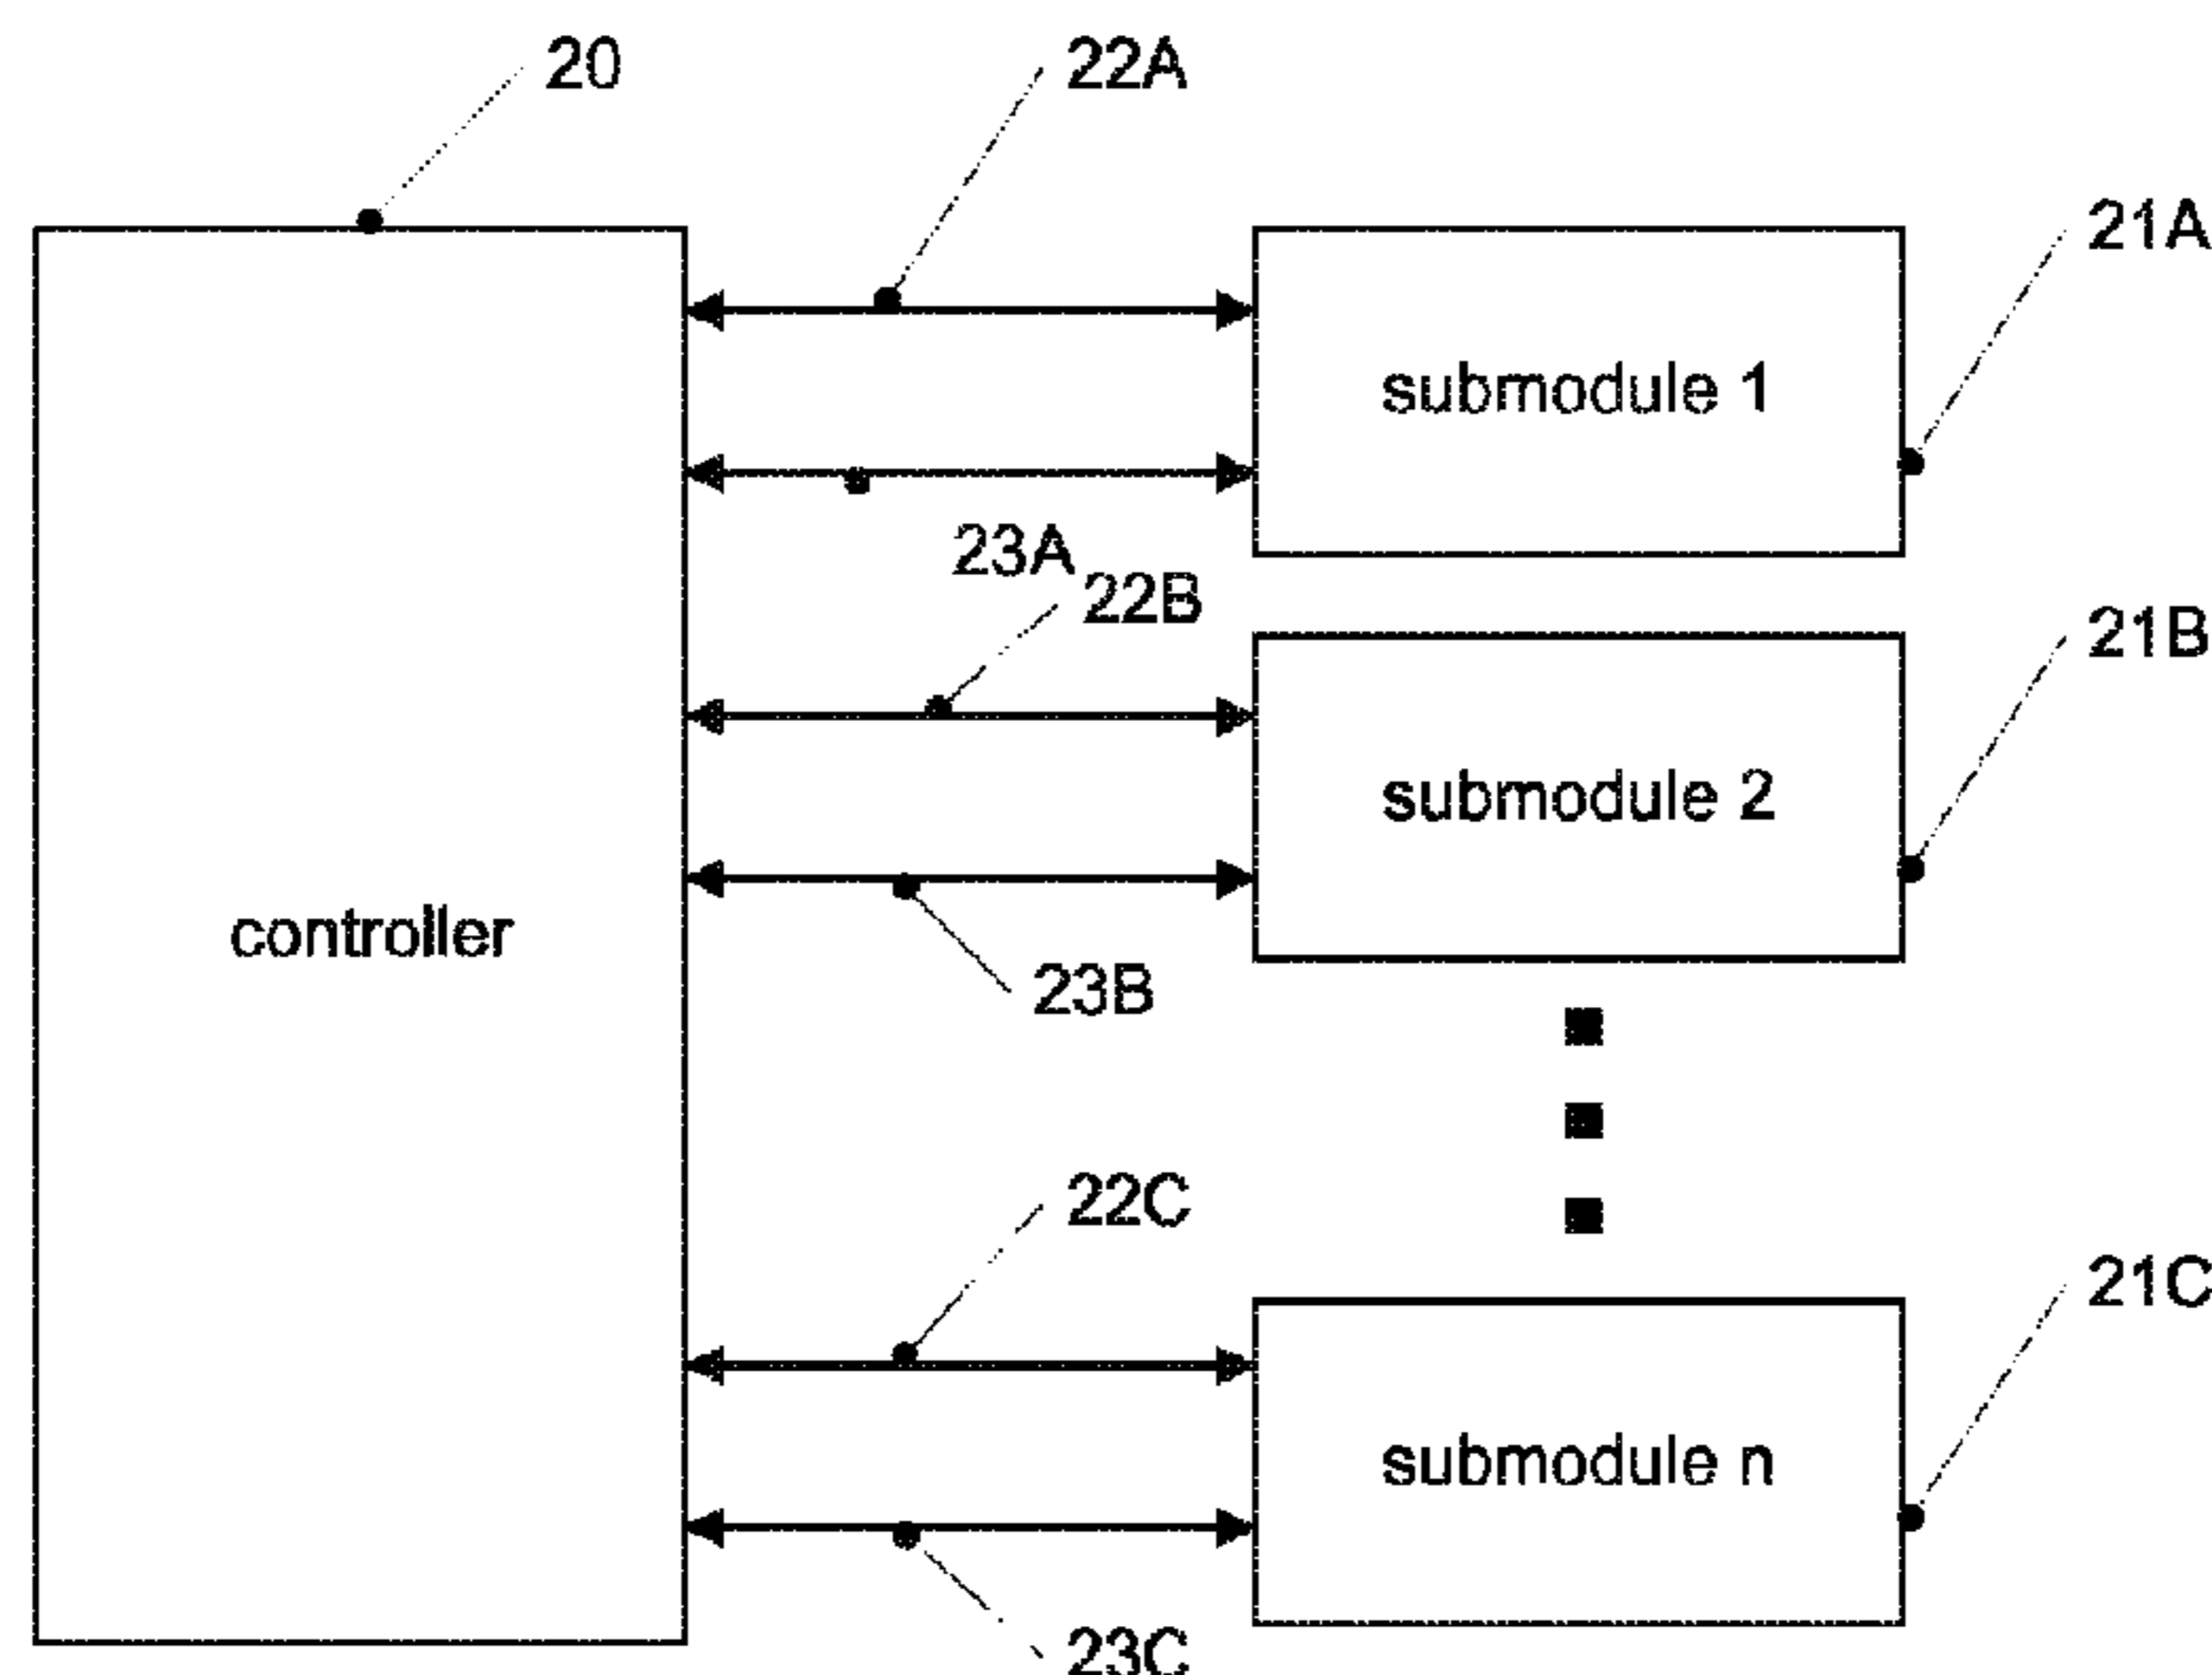 20
22A
21A
submodule 1
23A
22B
21B
submodule 2
controller
23B
22C
21C
submodule n
23C